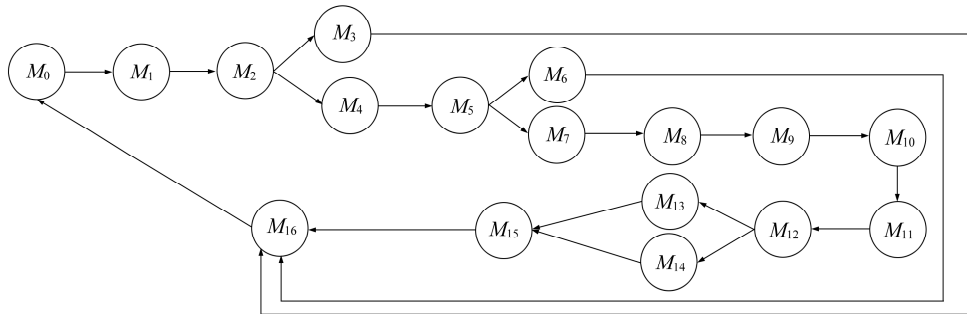 M₃
M₀ M₁ M₂ M₆
M₄ M₅
M₇ M₈ M₉ M₁₀
M₁₃
M₁₆ M₁₅ M₁₂ M₁₁
M₁₄